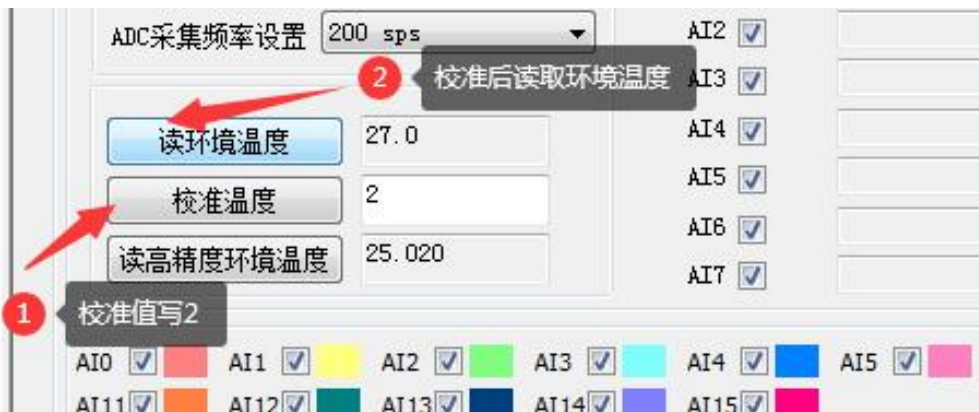 ADC采集频率设置 200 sps
AI2
2 校准后读取环境温度
AI3
读环境温度 27.0
AI4
校准温度 2
AI5
AI6
读高精度环境温度 25.020
AI7
1 校准值写2
AI0 AI1 AI2 AI3 AI4 AI5
AI11 AI12 AI13 AI14 AI15